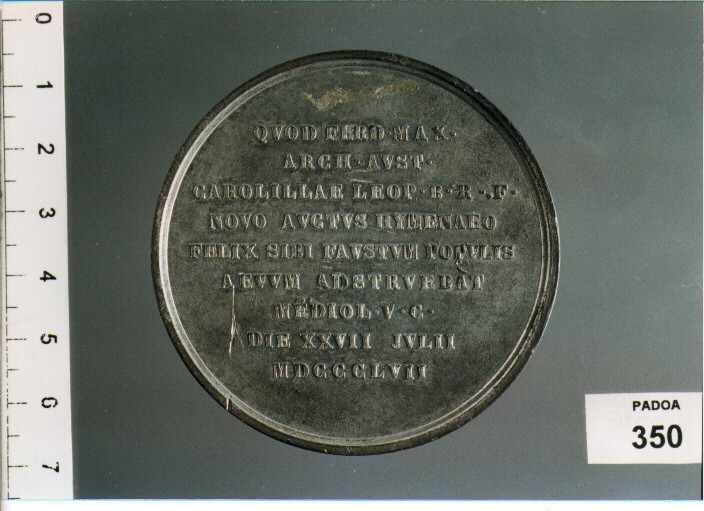 QVOD FERD·MAX·
ARCH·AVST·
CAROLILLAE LEOP·B·R·F·
NOVO AVCTVS HYMENAEO
FELIX SIBI FAVSTVM POPVLIS
AEVVM ADSTRVEBAT
MEDIOL·V·C·
DIE XXVII JVLII
MDCCCLVII
0
1
2
3
4
5
6
7
PADOA
350